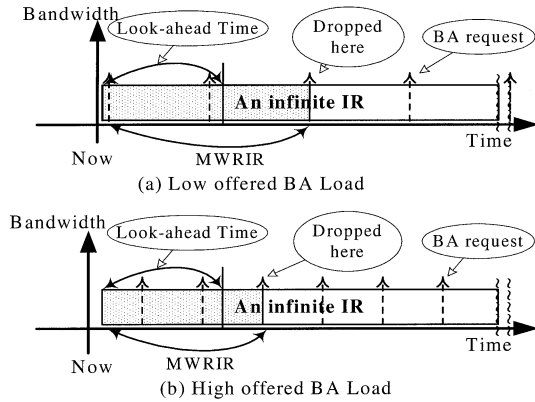 Bandwidth
Look-ahead Time
Dropped
here
BA request
An infinite IR
Now
MWRIR
Time
(a) Low offered BA Load
Bandwidth
Look-ahead Time
Dropped
here
BA request
An infinite IR
Now
MWRIR
Time
(b) High offered BA Load